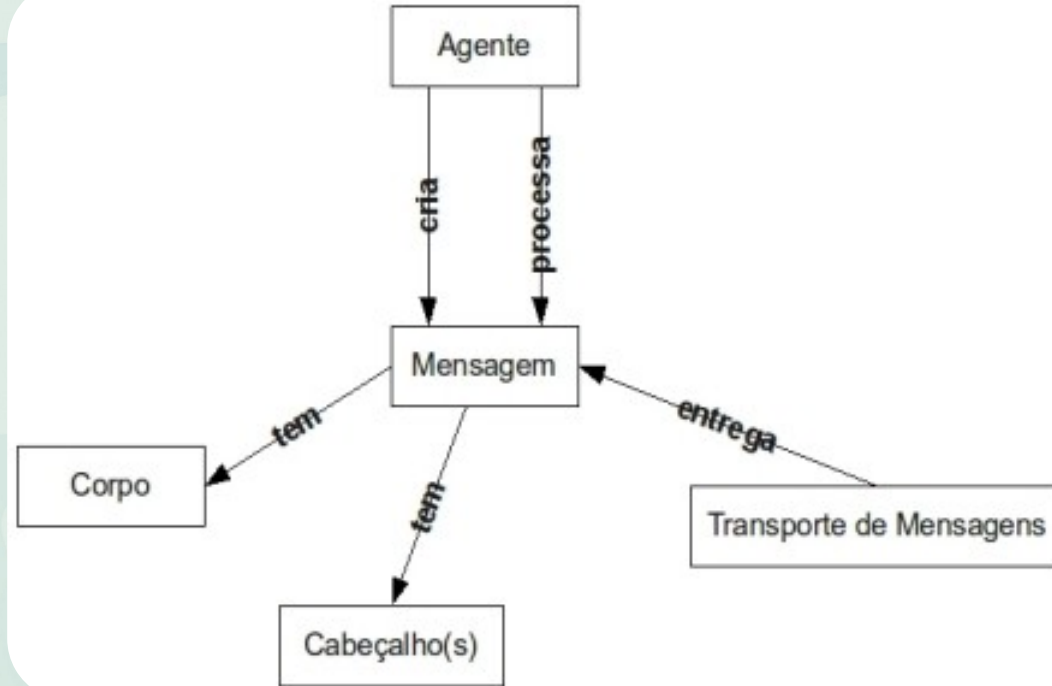 Agente
cria
processa
Mensagem
tem
entrega
Corpo
tem
Transporte de Mensagens
Cabeçalho(s)